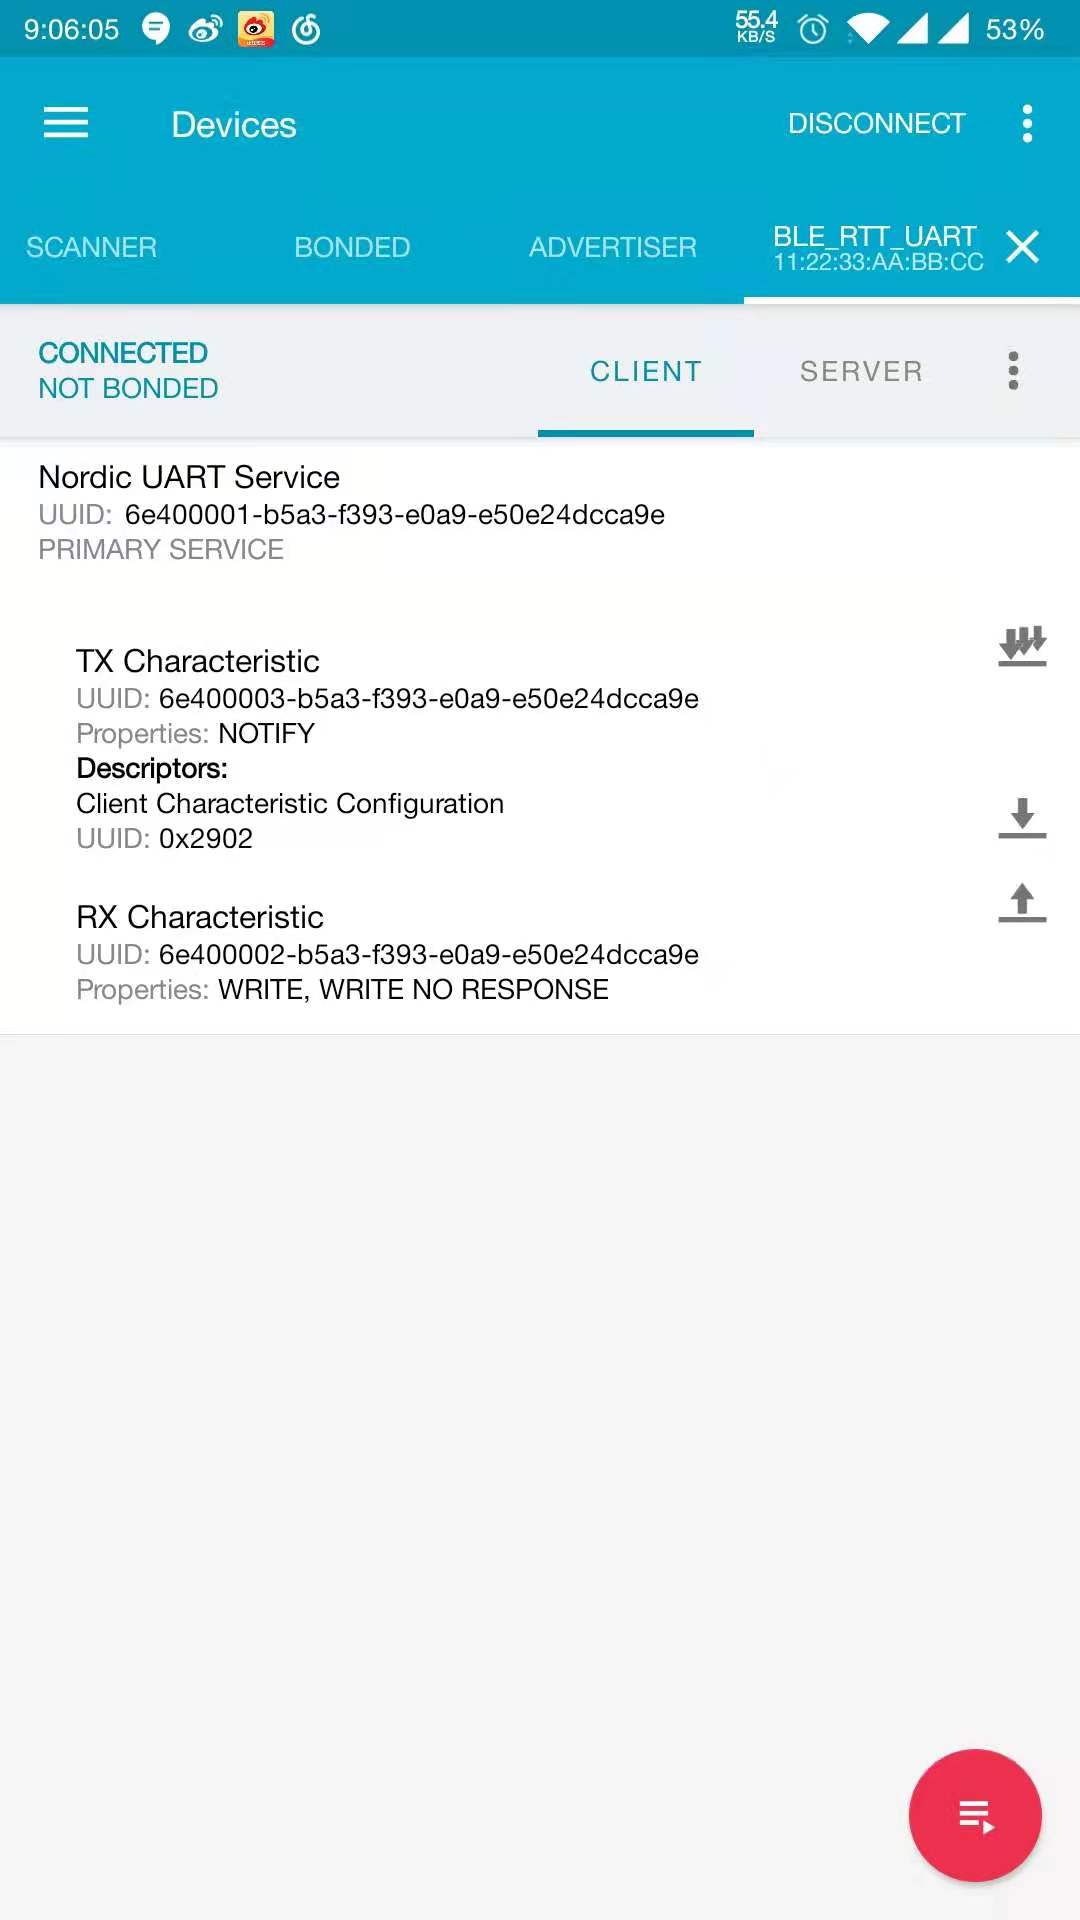 9:06:05
55.4
KB/S
53%
Devices
DISCONNECT
SCANNER
BONDED
ADVERTISER
BLE_RTT_UART
11:22:33:AA:BB:CC
CONNECTED
NOT BONDED
CLIENT
SERVER
Nordic UART Service
UUID: 6e400001-b5a3-f393-e0a9-e50e24dcca9e
PRIMARY SERVICE
TX Characteristic
UUID: 6e400003-b5a3-f393-e0a9-e50e24dcca9e
Properties: NOTIFY
Descriptors:
Client Characteristic Configuration
UUID: 0x2902
RX Characteristic
UUID: 6e400002-b5a3-f393-e0a9-e50e24dcca9e
Properties: WRITE, WRITE NO RESPONSE